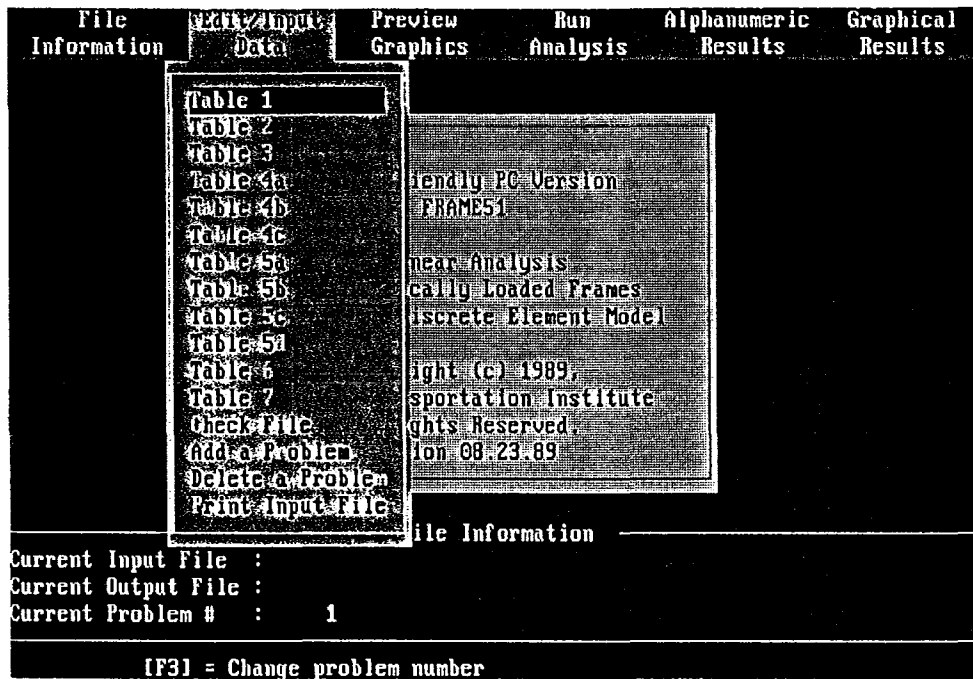 File Edit/Input Preview Run Alphanumeric Graphical
Information Data Graphics Analysis Results Results
Table 1
Table 2
Table 3
Table 4a iendly PC Version
Table 4b FRAME51
Table 4c
Table 5a near Analysis
Table 5b cally Loaded Frames
Table 5c iscrete Element Model
Table 5d
Table 6 ight (c) 1989,
Table 7 sportation Institute
Check File ghts Reserved.
Add a Problem ion 08.23.89
Delete a Problem
Print Input File
ile Information
Current Input File :
Current Output File :
Current Problem # : 1
[F3] = Change problem number